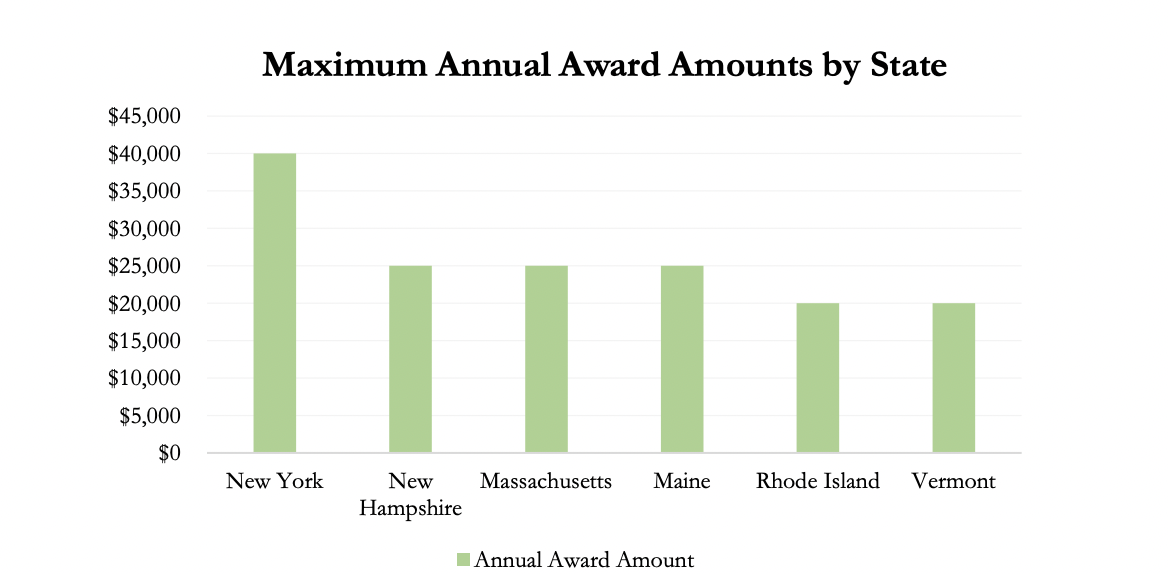 Maximum Annual Award Amounts by State
$45,000
$40,000
$35,000
$30,000
$25,000
$20,000
$15,000
$10,000
$5,000
$0
New York
New
Hampshire
Massachusetts
Maine
Rhode Island
Vermont
Annual Award Amount